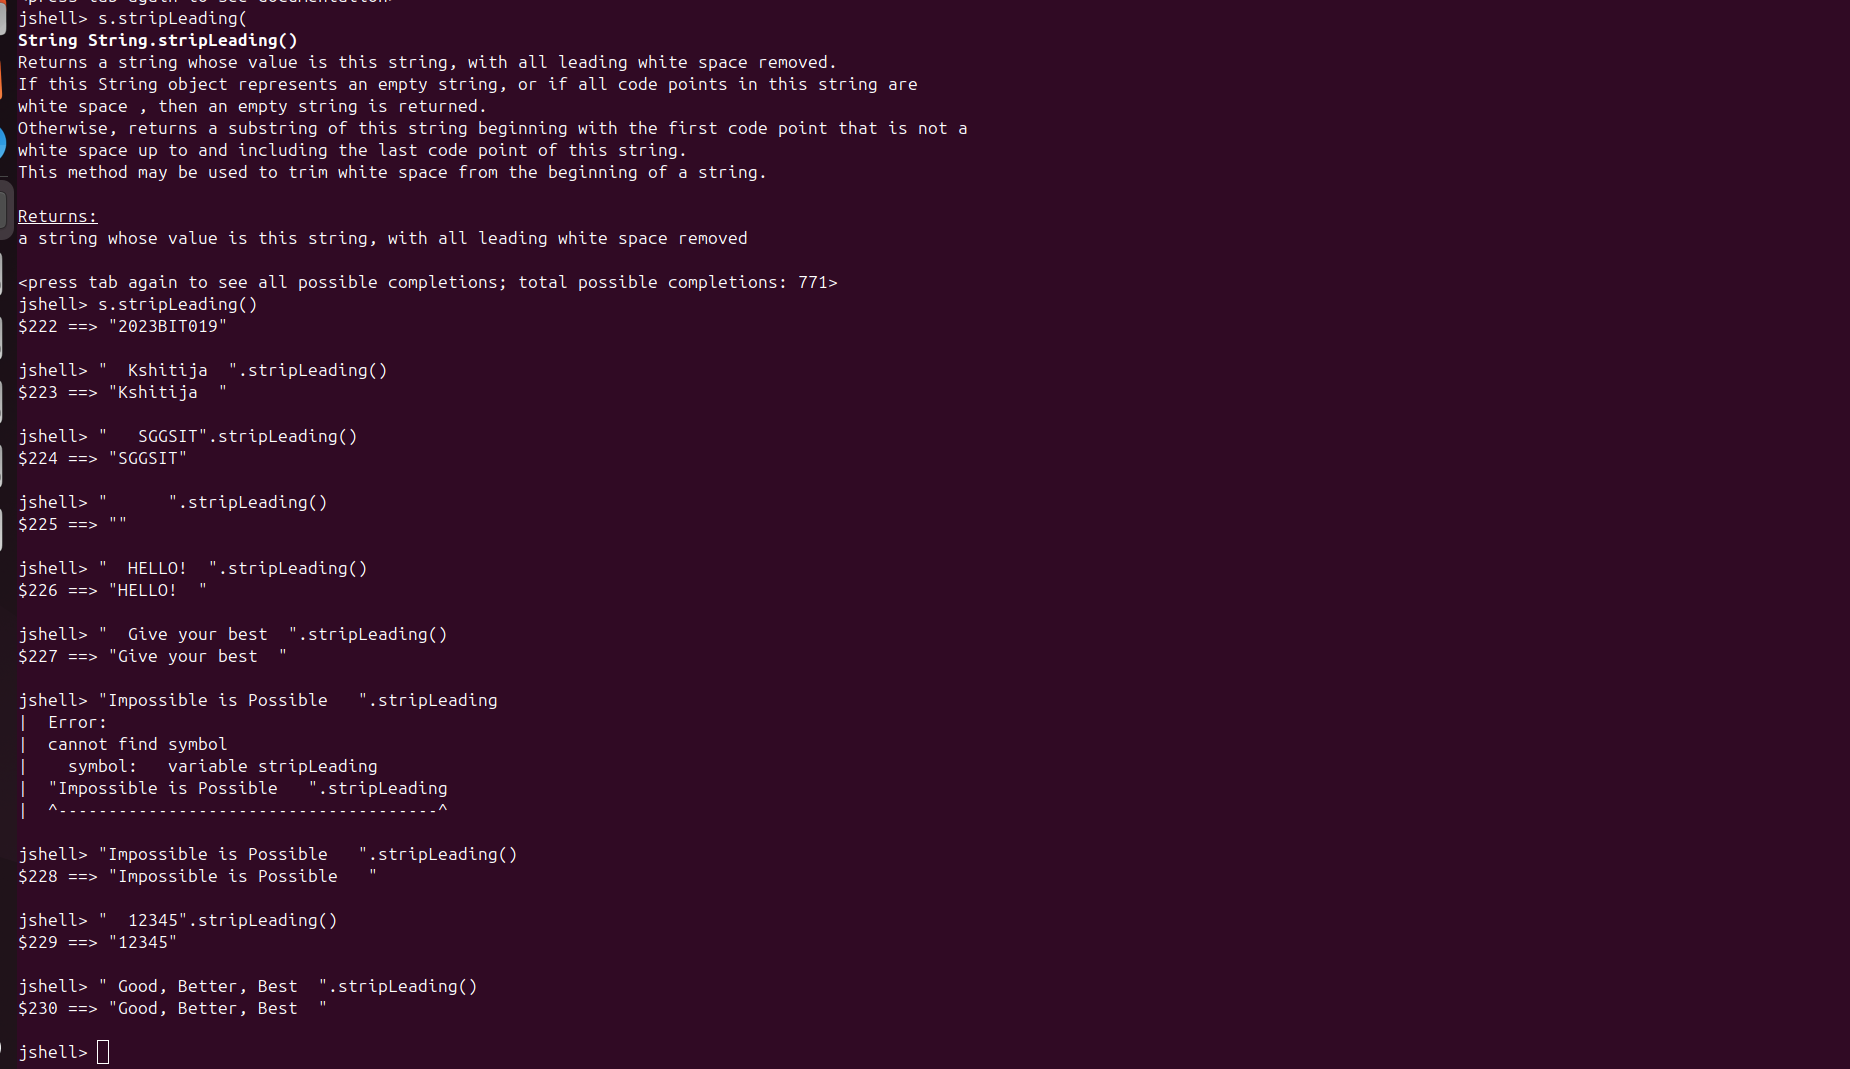 <press tab again to see documentation>
jshell> s.stripLeading(
String String.stripLeading()
Returns a string whose value is this string, with all leading white space removed.
If this String object represents an empty string, or if all code points in this string are
white space , then an empty string is returned.
Otherwise, returns a substring of this string beginning with the first code point that is not a
white space up to and including the last code point of this string.
This method may be used to trim white space from the beginning of a string.

Returns:
a string whose value is this string, with all leading white space removed

<press tab again to see all possible completions; total possible completions: 771>
jshell> s.stripLeading()
$222 ==> "2023BIT019"

jshell> "  Kshitija  ".stripLeading()
$223 ==> "Kshitija  "

jshell> "   SGGSIT".stripLeading()
$224 ==> "SGGSIT"

jshell> "      ".stripLeading()
$225 ==> ""

jshell> "  HELLO!  ".stripLeading()
$226 ==> "HELLO!  "

jshell> "  Give your best  ".stripLeading()
$227 ==> "Give your best  "

jshell> "Impossible is Possible   ".stripLeading
|  Error:
|  cannot find symbol
|    symbol:   variable stripLeading
|  "Impossible is Possible   ".stripLeading
|  ^--------------------------------------^

jshell> "Impossible is Possible   ".stripLeading()
$228 ==> "Impossible is Possible   "

jshell> "  12345".stripLeading()
$229 ==> "12345"

jshell> " Good, Better, Best  ".stripLeading()
$230 ==> "Good, Better, Best  "

jshell>